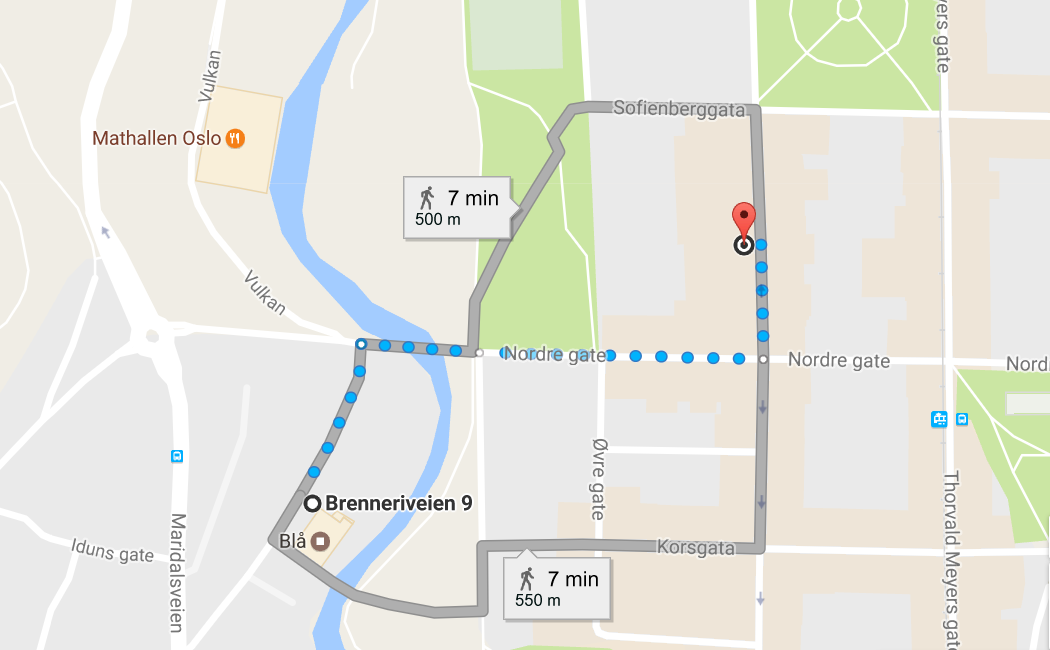 yers gate
Vulkan
Sofienberggata
Mathallen Oslo
7 min
500 m
Vulkan
Nordre gate
Nordre gate
Nord
Øvre gate
Brenneriveien 9
Blå
Iduns gate
Maridalsveien
Korsgata
Thorvald Meyers gate
7 min
550 m